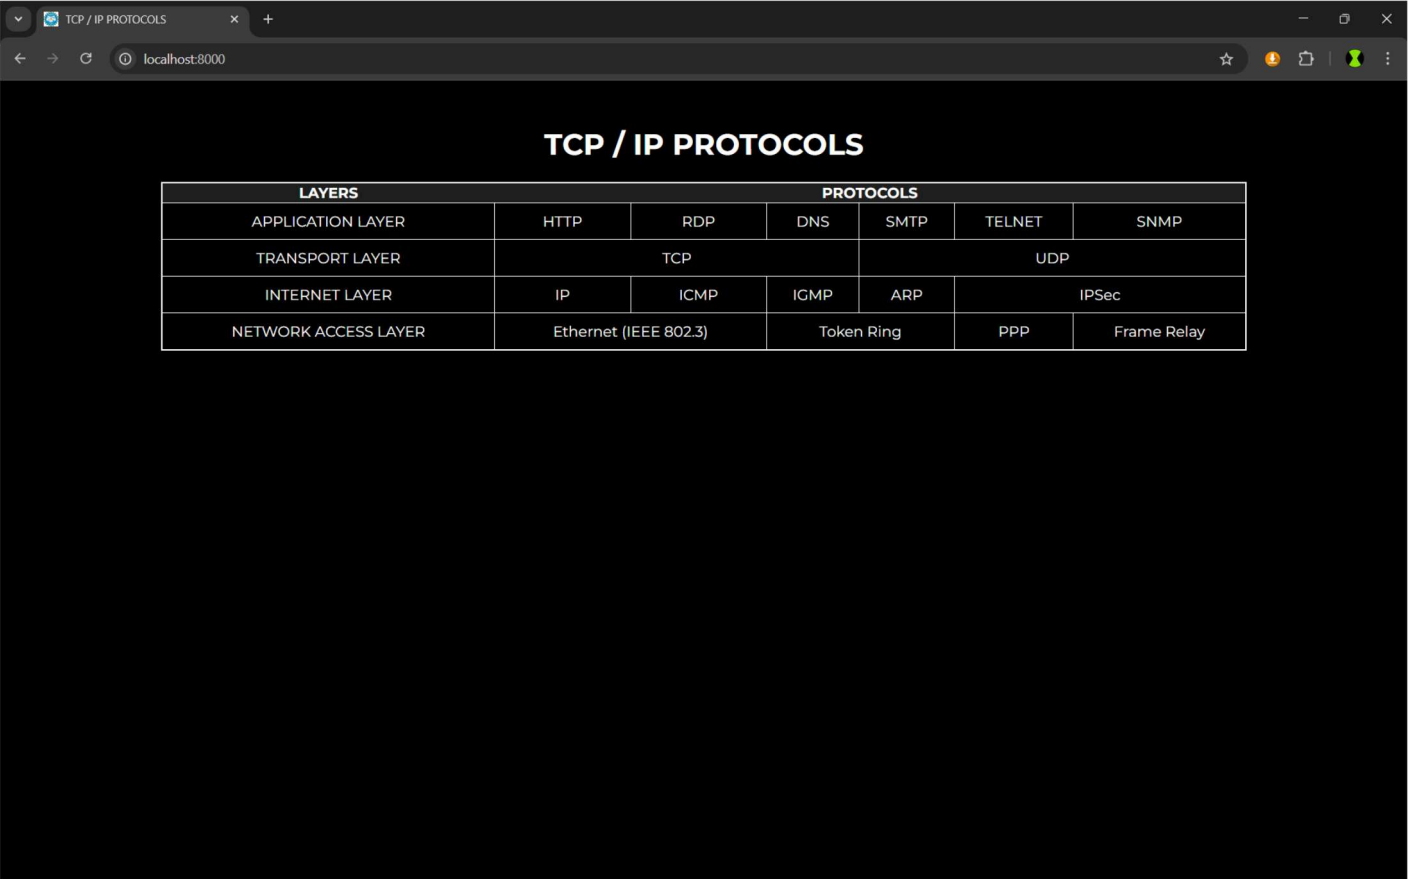 TCP / IP PROTOCOLS
localhost:8000
TCP / IP PROTOCOLS
LAYERS PROTOCOLS
APPLICATION LAYER HTTP RDP DNS SMTP TELNET SNMP
TRANSPORT LAYER TCP UDP
INTERNET LAYER IP ICMP IGMP ARP IPSec
NETWORK ACCESS LAYER Ethernet (IEEE 802.3) Token Ring PPP Frame Relay